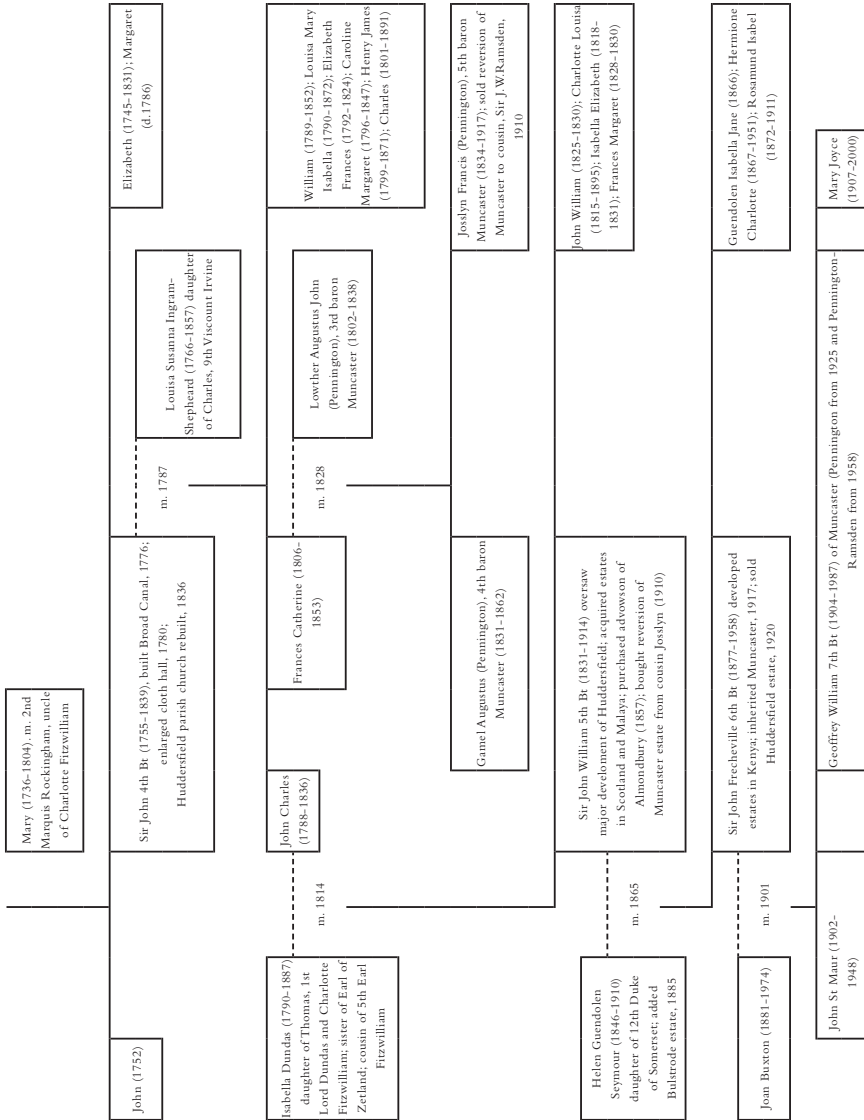 Mary (1736–1804). m. 2nd
Marquis Rockingham, uncle
of Charlotte Fitzwilliam
John (1752)
Sir John 4th Bt (1755–1839), built Broad Canal, 1776;
enlarged cloth hall, 1780;
Huddersfield parish church rebuilt, 1836
m. 1787
Louisa Susanna Ingram-
Shepheard (1766–1857) daughter
of Charles, 9th Viscount Irvine
Elizabeth (1745–1831); Margaret
(d.1786)
Isabella Dundas (1790–1887)
daughter of Thomas, 1st
Lord Dundas and Charlotte
Fitzwilliam; sister of Earl of
Zetland; cousin of 5th Earl
Fitzwilliam
m. 1814
John Charles
(1788–1836)
Frances Catherine (1806–
1853)
m. 1828
Lowther Augustus John
(Pennington), 3rd baron
Muncaster (1802–1838)
William (1789–1852); Louisa Mary
Isabella (1790–1872); Elizabeth
Frances (1792–1824); Caroline
Margaret (1796–1847); Henry James
(1799–1871); Charles (1801–1891)
Gamel Augustus (Pennington), 4th baron
Muncaster (1831–1862)
Josslyn Francis (Pennington), 5th baron
Muncaster (1834–1917); sold reversion of
Muncaster to cousin, Sir J.W.Ramsden,
1910
Helen Guendolen
Seymour (1846–1910)
daughter of 12th Duke
of Somerset; added
Bulstrode estate, 1885
m. 1865
Sir John William 5th Bt (1831–1914) oversaw
major develoment of Huddersfield; acquired estates
in Scotland and Malaya; purchased advowson of
Almondbury (1857); bought reversion of
Muncaster estate from cousin Josslyn (1910)
John William (1825–1830); Charlotte Louisa
(1815–1895); Isabella Elizabeth (1818–
1831); Frances Margaret (1828–1830)
Joan Buxton (1881–1974)
m. 1901
Sir John Frecheville 6th Bt (1877–1958) developed
estates in Kenya; inherited Muncaster, 1917; sold
Huddersfield estate, 1920
Guendolen Isabella Jane (1866); Hermione
Charlotte (1867–1951); Rosamund Isabel
(1872–1911)
John St Maur (1902–
1948)
Geoffrey William 7th Bt (1904–1987) of Muncaster (Pennington from 1925 and Pennington–
Ramsden from 1958)
Mary Joyce
(1907–2000)